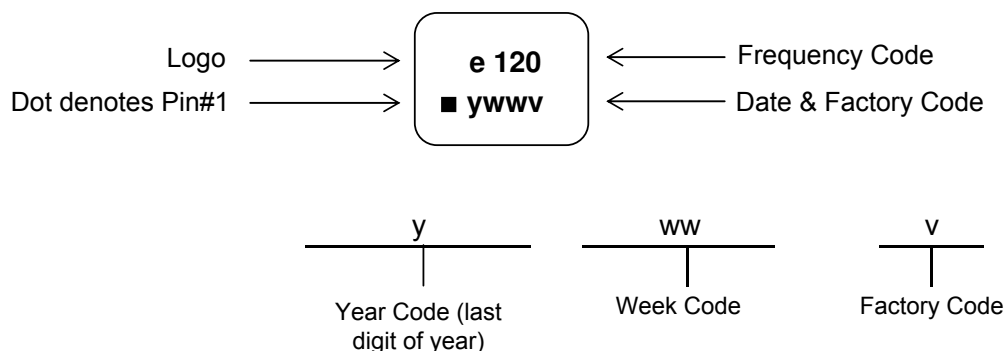 Logo
e 120
Frequency Code
Dot denotes Pin#1
ywwv
Date & Factory Code
y
ww
v
Year Code (last
digit of year)
Week Code
Factory Code